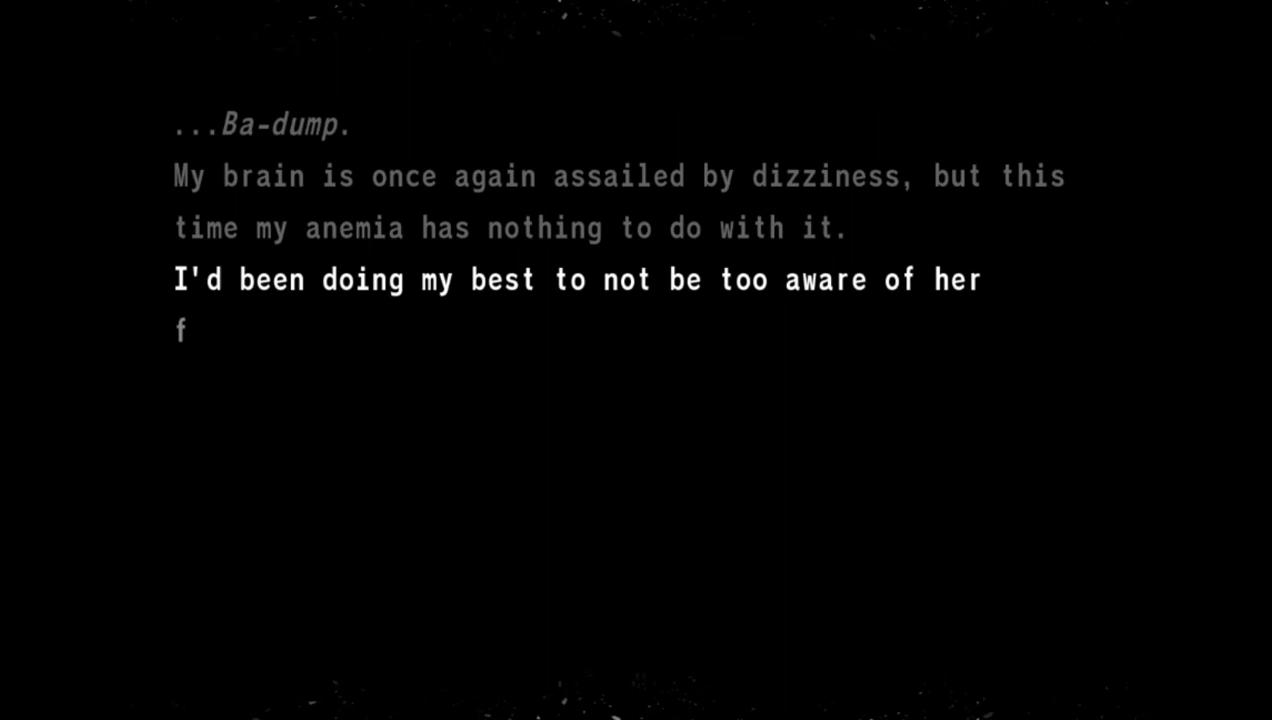 ...Ba-dump.
My brain is once again assailed by dizziness, but this
time my anemia has nothing to do with it.
I'd been doing my best to not be too aware of her
f